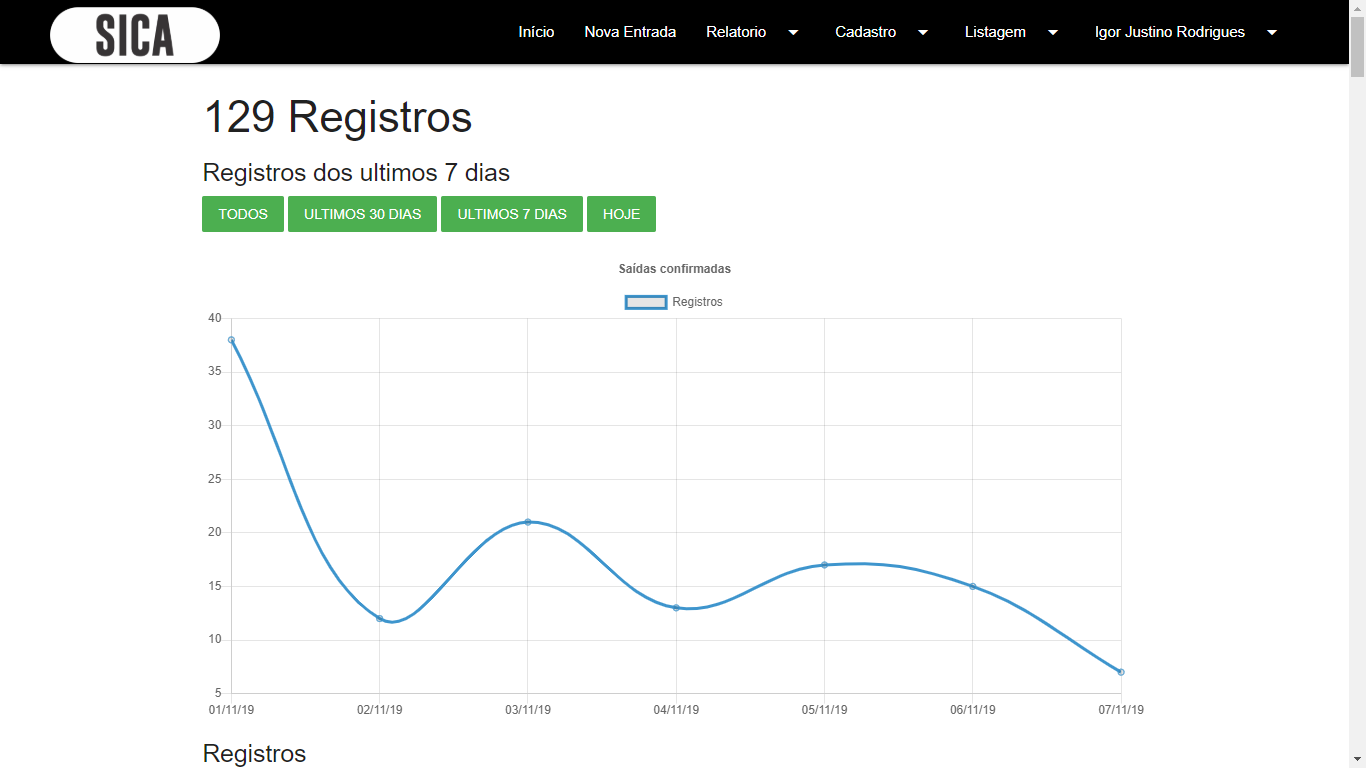 SICA
Início Nova Entrada Relatorio Cadastro Listagem Igor Justino Rodrigues
129 Registros
Registros dos ultimos 7 dias
TODOS ULTIMOS 30 DIAS ULTIMOS 7 DIAS HOJE
Saídas confirmadas
Registros
40
35
30
25
20
15
10
5
01/11/19 02/11/19 03/11/19 04/11/19 05/11/19 06/11/19 07/11/19
Registros